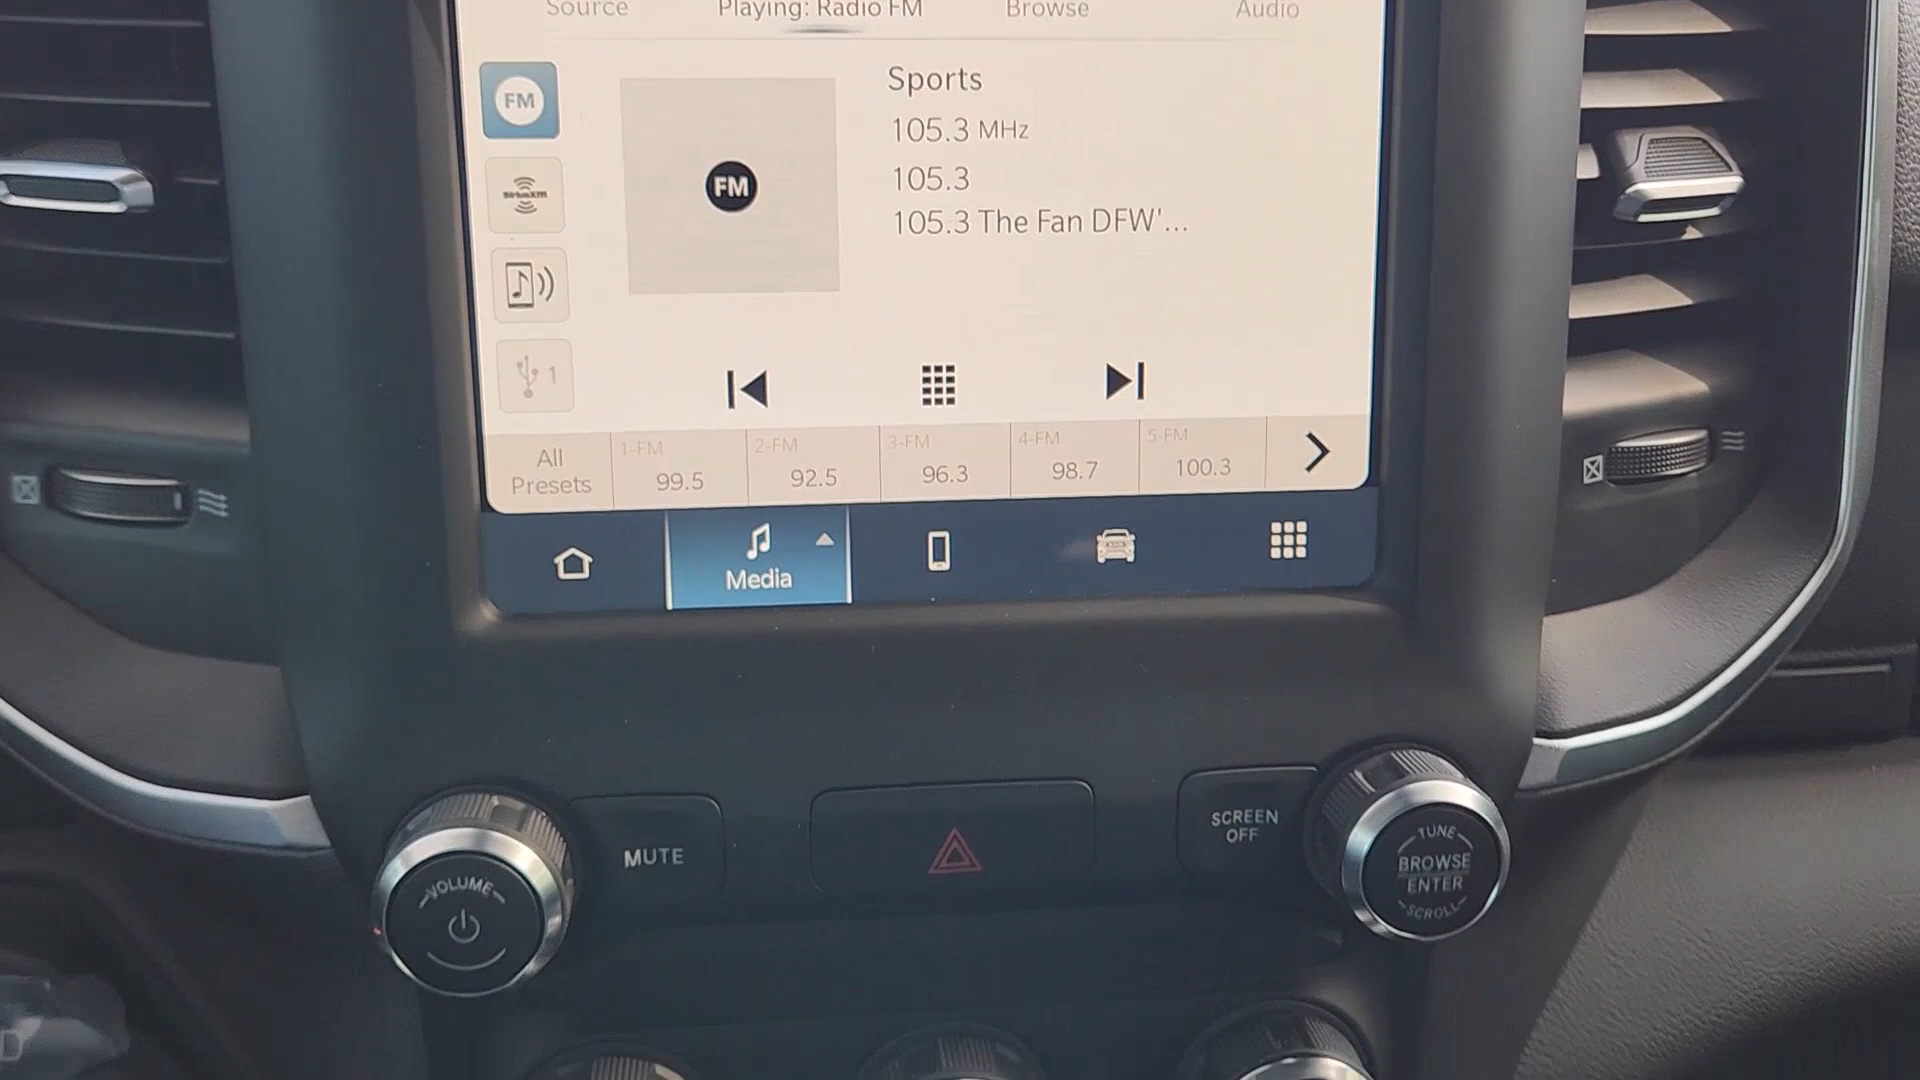 Source Playing: Radio FM Browse Audio
FM
SiriusXM
1
FM
Sports
105.3 MHz
105.3
105.3 The Fan DFW'...
All Presets
1-FM 99.5
2-FM 92.5
3-FM 96.3
4-FM 98.7
5-FM 100.3
Media
VOLUME
MUTE
SCREEN
OFF
TUNE
BROWSE
ENTER
SCROLL